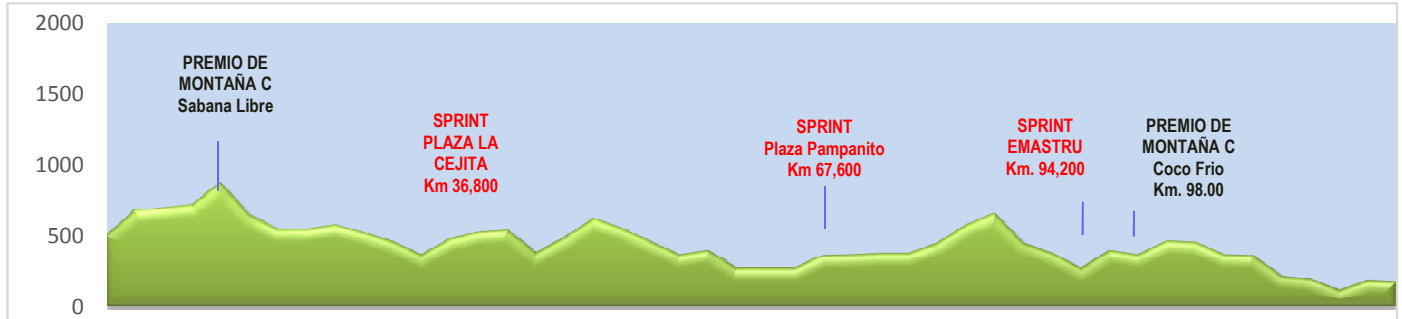 2000
1500
1000
500
0
PREMIO DE
MONTAÑA C
Sabana Libre
SPRINT
PLAZA LA
CEJITA
Km 36,800
SPRINT
Plaza Pampanito
Km 67,600
SPRINT
EMASTRU
Km. 94,200
PREMIO DE
MONTAÑA C
Coco Frio
Km. 98.00